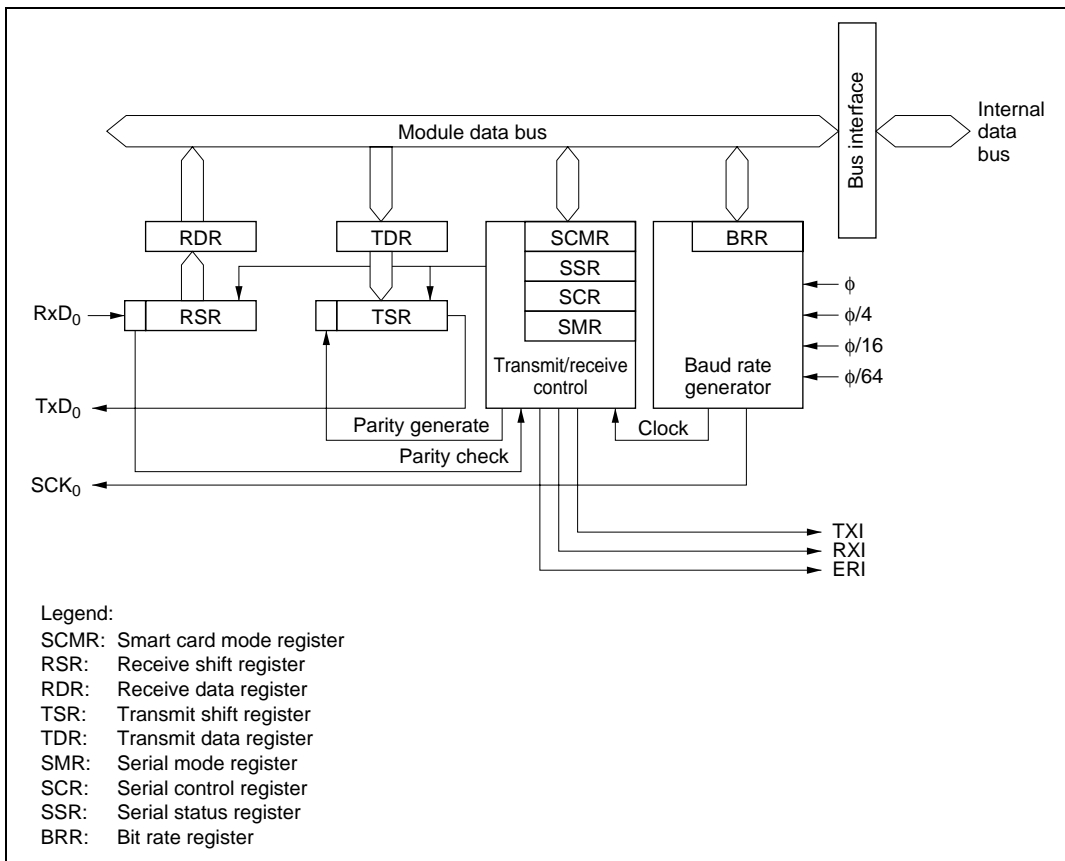 Bus interface
Internal
data
bus
Module data bus
RDR
TDR
SCMR
BRR
SSR
SCR
SMR
RxD0
RSR
TSR
Transmit/receive
control
Baud rate
generator
ϕ
ϕ/4
ϕ/16
ϕ/64
TxD0
Parity generate
Clock
Parity check
SCK0
TXI
RXI
ERI
Legend:
SCMR: Smart card mode register
RSR: Receive shift register
RDR: Receive data register
TSR: Transmit shift register
TDR: Transmit data register
SMR: Serial mode register
SCR: Serial control register
SSR: Serial status register
BRR: Bit rate register